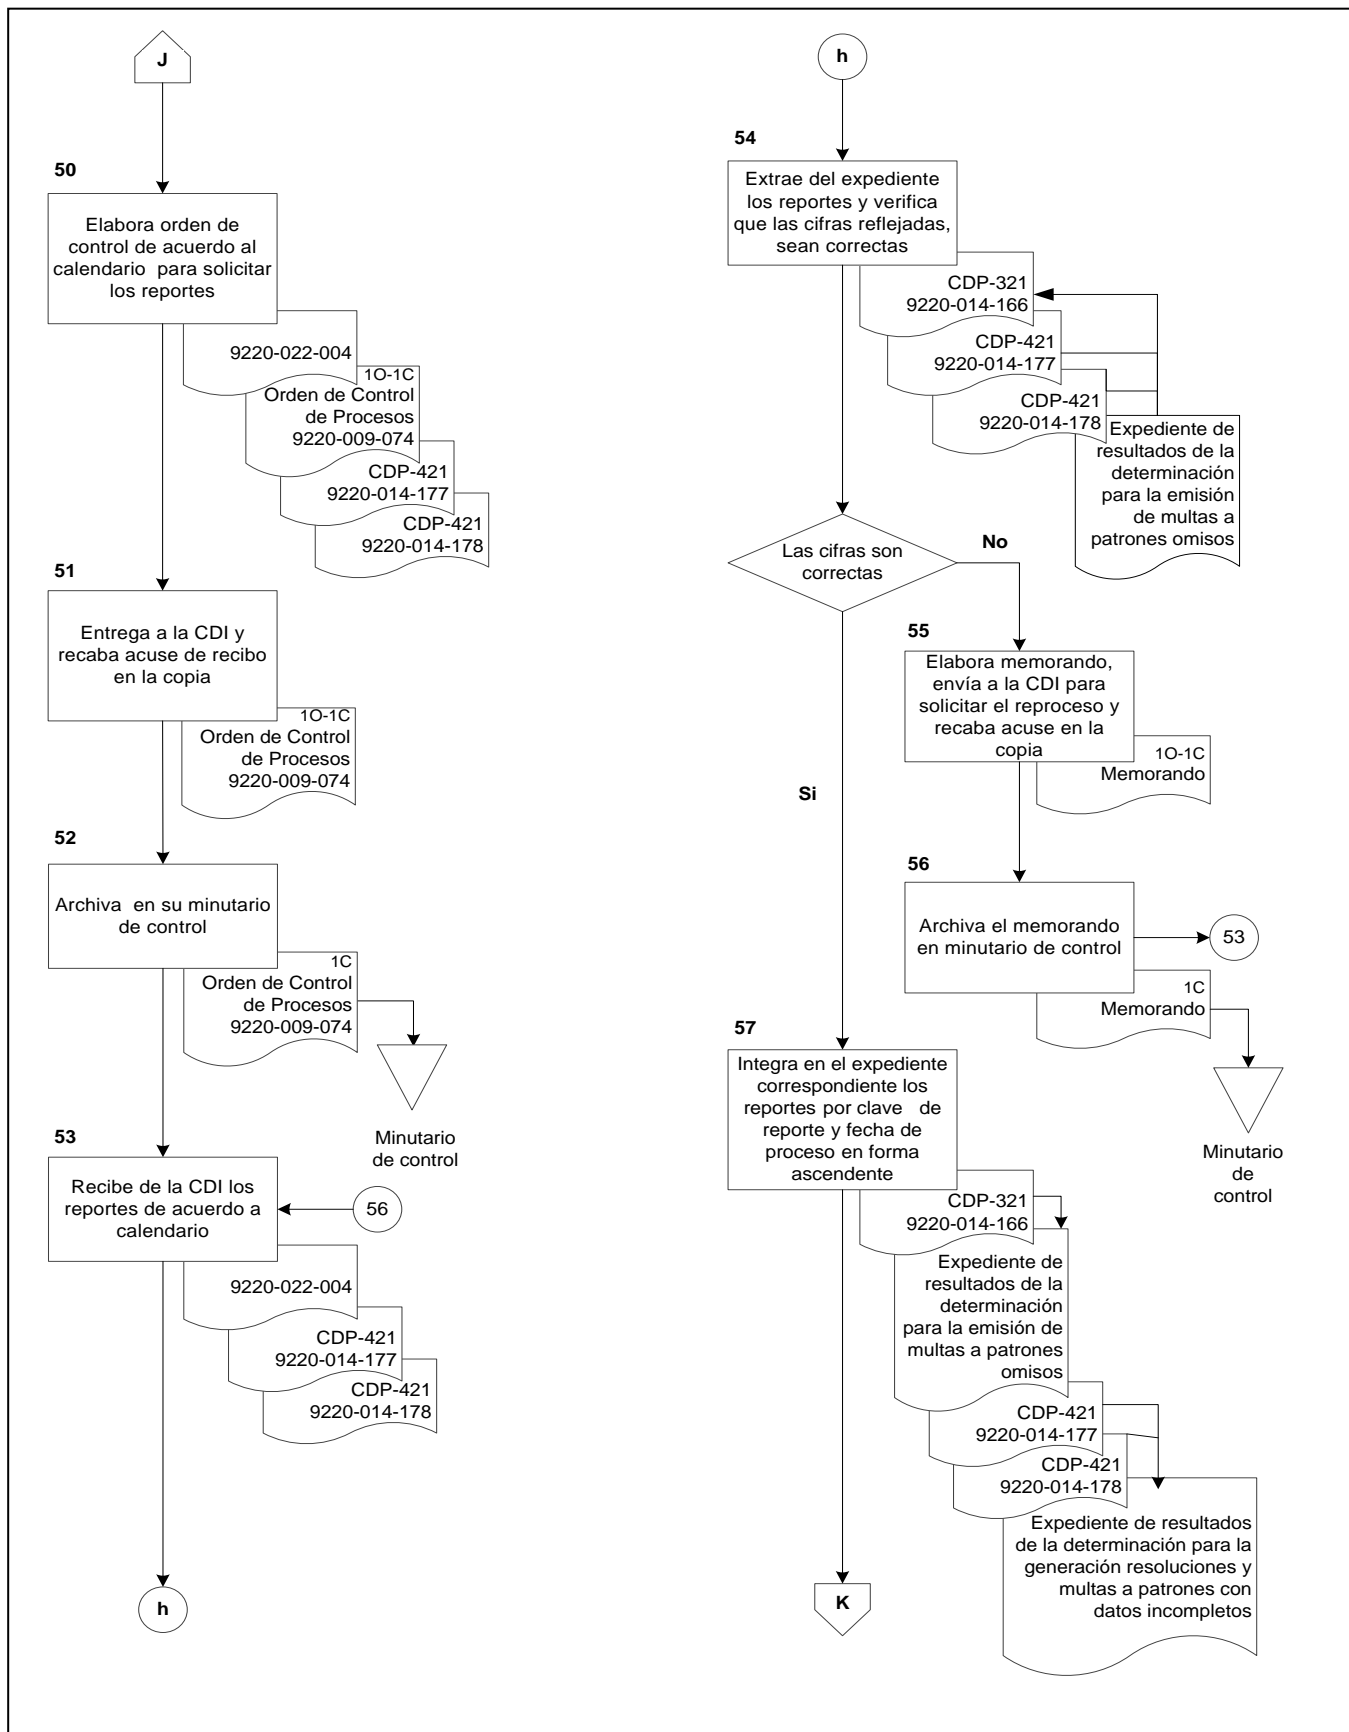 J
50
Elabora orden de
control de acuerdo al
calendario para solicitar
los reportes
9220-022-004
1O-1C
Orden de Control
de Procesos
9220-009-074
CDP-421
9220-014-177
CDP-421
9220-014-178
51
Entrega a la CDI y
recaba acuse de recibo
en la copia
1O-1C
Orden de Control
de Procesos
9220-009-074
52
Archiva en su minutario
de control
1C
Orden de Control
de Procesos
9220-009-074
Minutario
de control
53
Recibe de la CDI los
reportes de acuerdo a
calendario
56
9220-022-004
CDP-421
9220-014-177
CDP-421
9220-014-178
h
h
54
Extrae del expediente
los reportes y verifica
que las cifras reflejadas,
sean correctas
CDP-321
9220-014-166
CDP-421
9220-014-177
CDP-421
9220-014-178
Expediente de
resultados de la
determinación
para la emisión
de multas a
patrones omisos
Las cifras son
correctas
No
Si
55
Elabora memorando,
envía a la CDI para
solicitar el reproceso y
recaba acuse en la
copia
1O-1C
Memorando
56
Archiva el memorando
en minutario de control
53
1C
Memorando
Minutario
de
control
57
Integra en el expediente
correspondiente los
reportes por clave de
reporte y fecha de
proceso en forma
ascendente
CDP-321
9220-014-166
Expediente de
resultados de la
determinación
para la emisión de
multas a patrones
omisos
CDP-421
9220-014-177
CDP-421
9220-014-178
Expediente de resultados
de la determinación para la
generación resoluciones y
multas a patrones con
datos incompletos
K